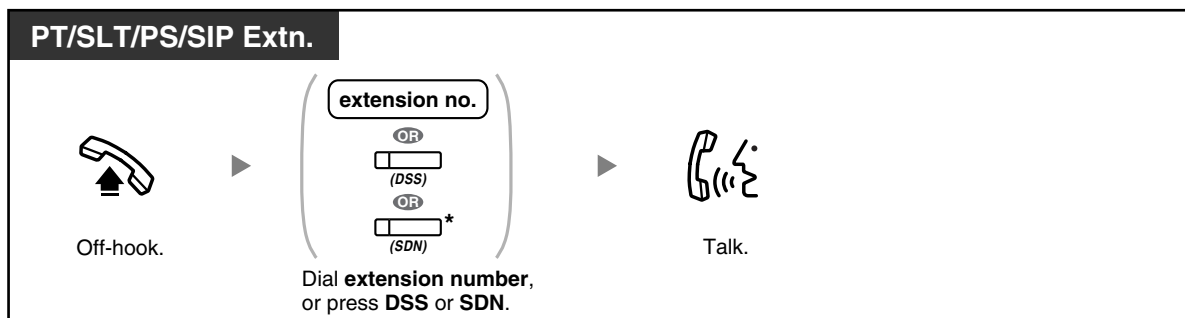 PT/SLT/PS/SIP Extn.
extension no.
OR
(DSS)
OR
*
(SDN)
Off-hook.
Dial extension number,
or press DSS or SDN.
Talk.